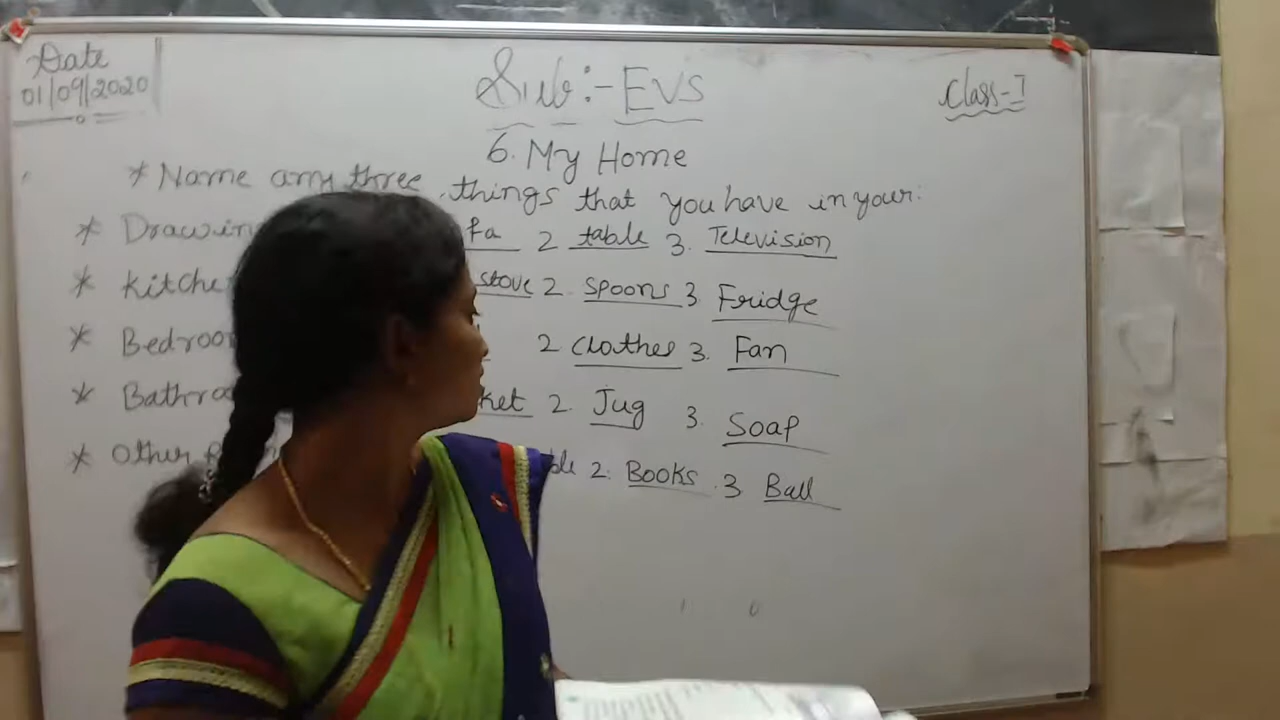 Date
01/09/2020
Sub:- EVS
Class-I
6. My Home
* Name any three things that you have in your:
* Drawin fa 2 table 3. Television
* Kitche stove 2. Spoons 3 Fridge
* Bedroo 2 clothes 3. Fan
* Bathro ket 2. Jug 3. Soap
* Other ble 2. Books 3 Ball